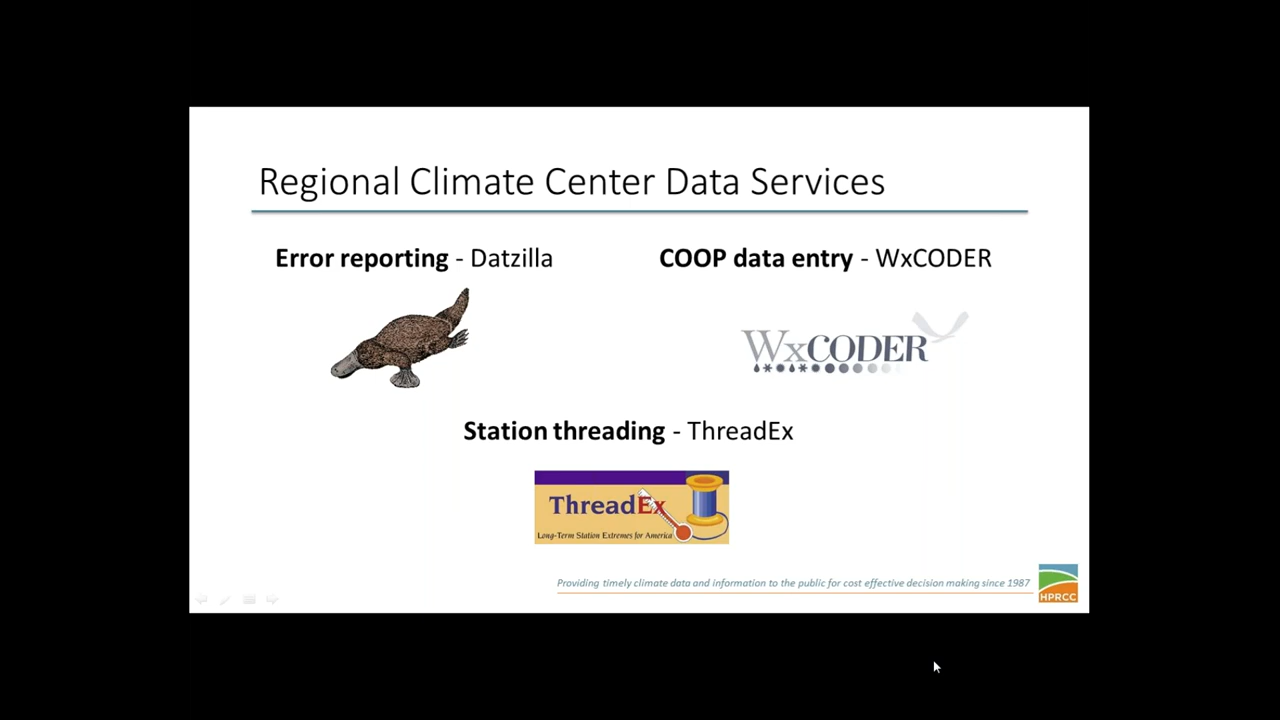 Regional Climate Center Data Services
Error reporting - Datzilla
COOP data entry - WxCODER
WxCODER
Station threading - ThreadEx
ThreadEx
Long-Term Station Extremes for America
Providing timely climate data and information to the public for cost effective decision making since 1987
HPRCC